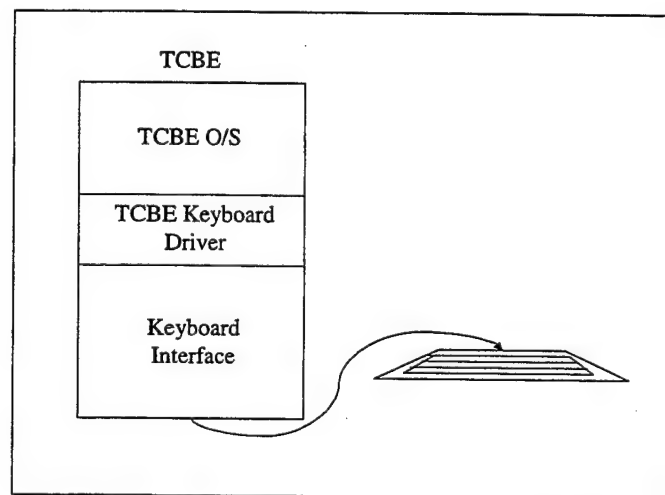 TCBE
TCBE O/S
TCBE Keyboard
Driver
Keyboard
Interface